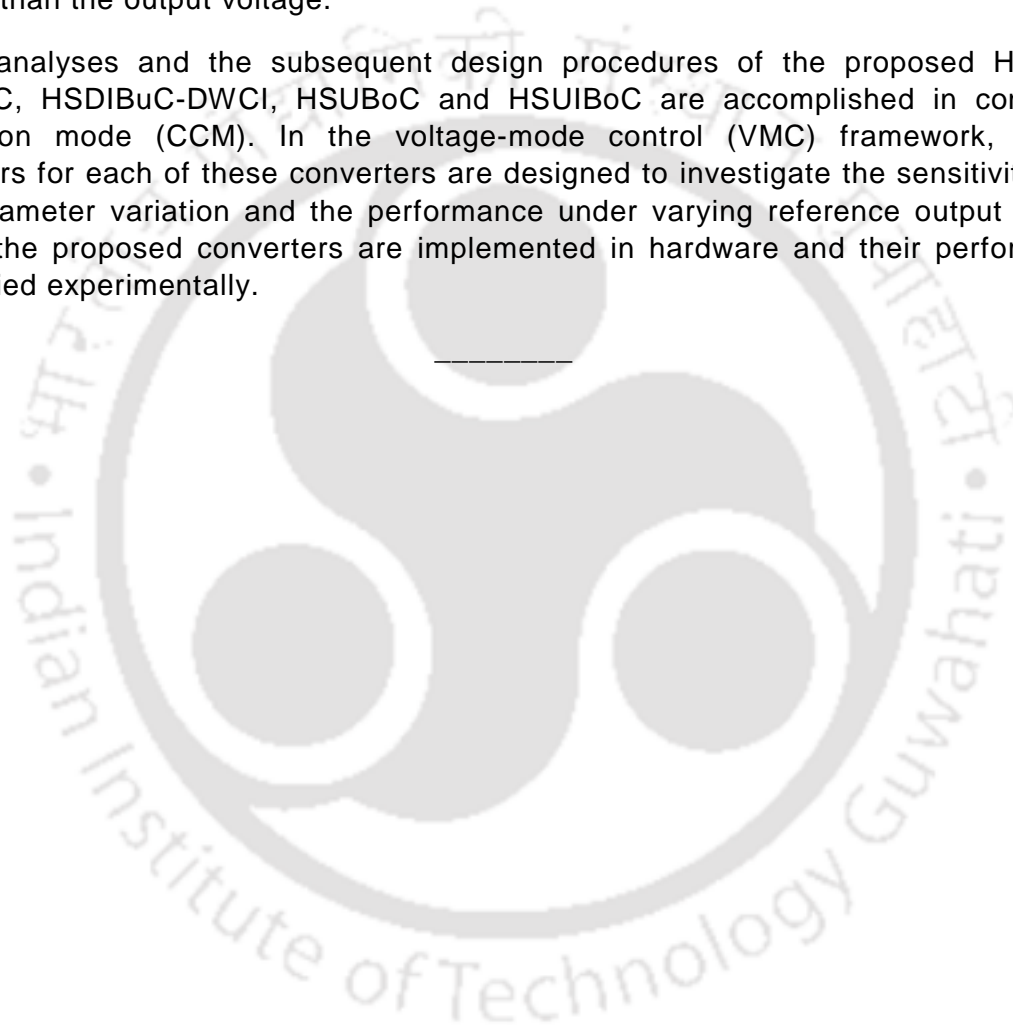 than the output voltage.
analyses and the subsequent design procedures of the proposed H
C, HSDIBuC-DWCI, HSUBoC and HSUIBoC are accomplished in con
on mode (CCM). In the voltage-mode control (VMC) framework,
rs for each of these converters are designed to investigate the sensitivit
ameter variation and the performance under varying reference output
the proposed converters are implemented in hardware and their perfor
ied experimentally.
________
Indian Institute of Technology Guwahati